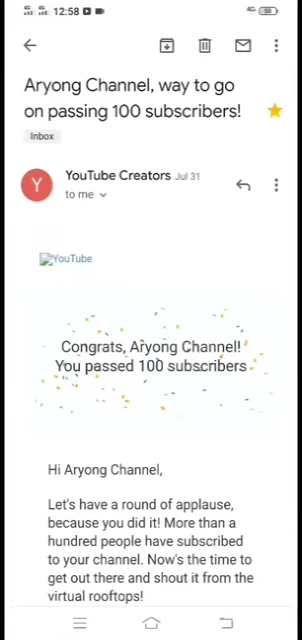 12:58
4G
Aryong Channel, way to go
on passing 100 subscribers!
Inbox
Y
YouTube Creators Jul 31
to me
YouTube
Congrats, Aryong Channel!
You passed 100 subscribers
Hi Aryong Channel,
Let's have a round of applause,
because you did it! More than a
hundred people have subscribed
to your channel. Now's the time to
get out there and shout it from the
virtual rooftops!